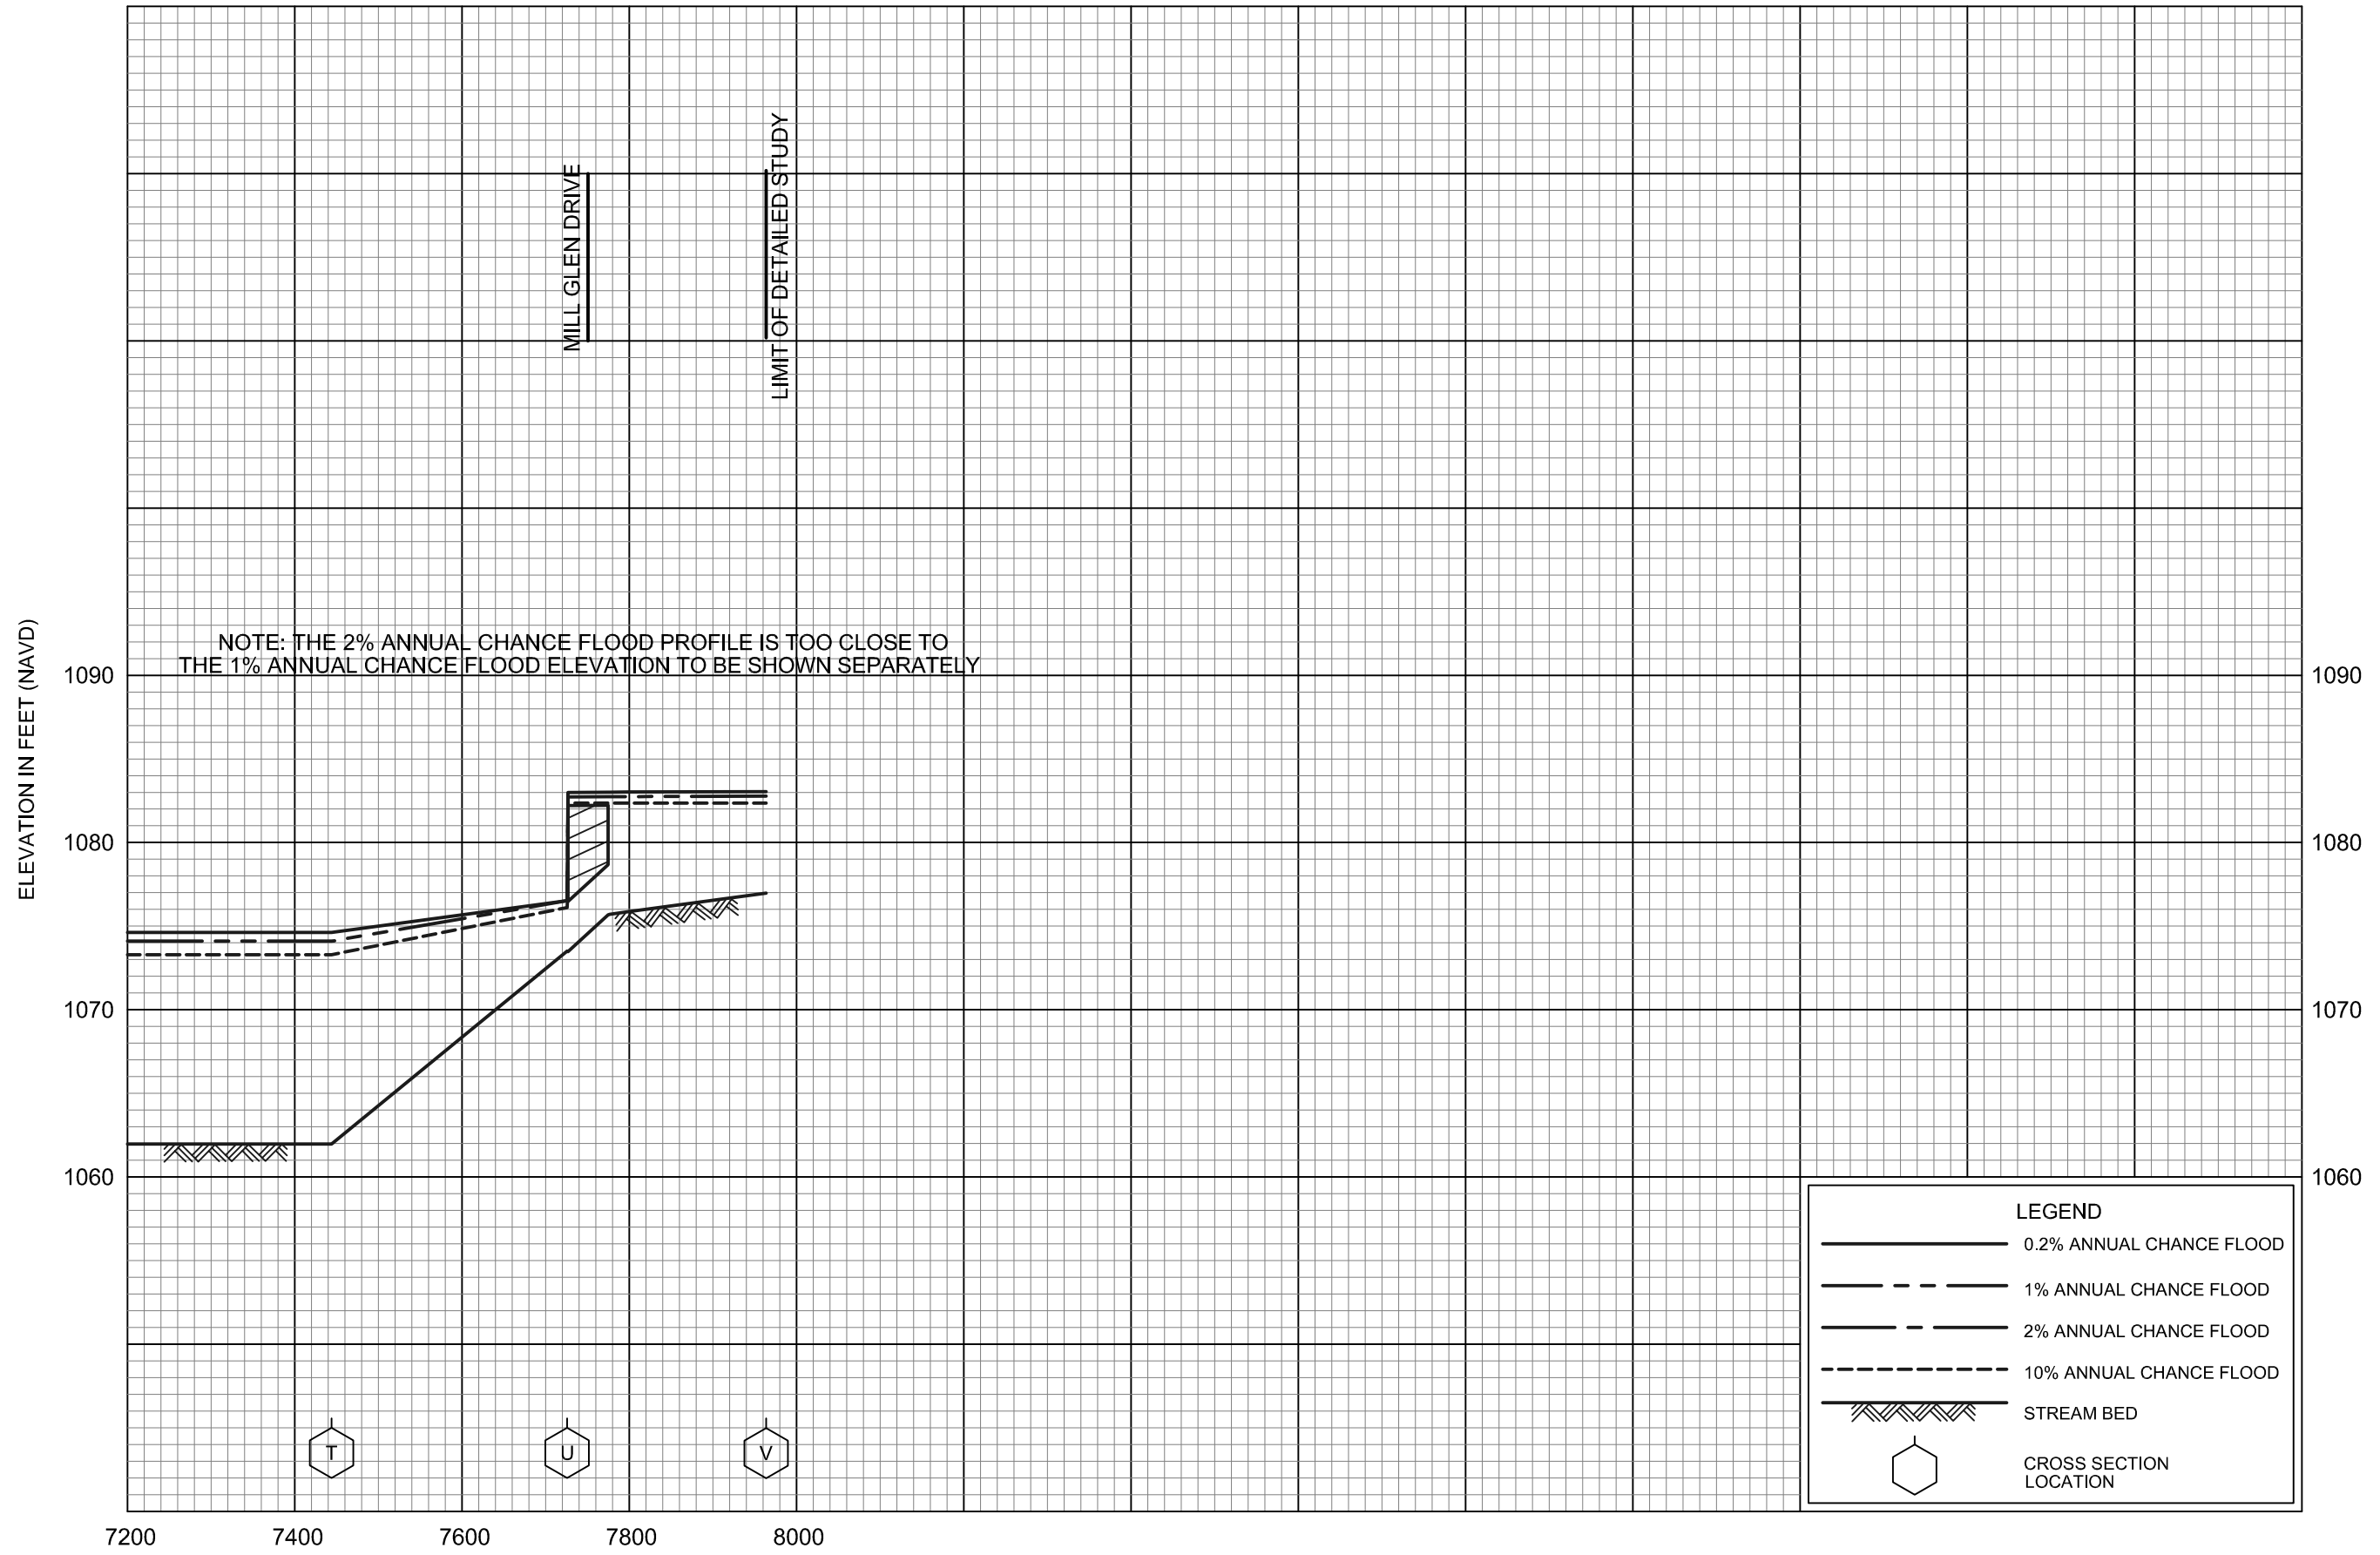 MILL GLEN DRIVE
LIMIT OF DETAILED STUDY
ELEVATION IN FEET (NAVD)
NOTE: THE 2% ANNUAL CHANCE FLOOD PROFILE IS TOO CLOSE TO
THE 1% ANNUAL CHANCE FLOOD ELEVATION TO BE SHOWN SEPARATELY
1090
1090
1080
1080
1070
1070
1060
1060
LEGEND
0.2% ANNUAL CHANCE FLOOD
1% ANNUAL CHANCE FLOOD
2% ANNUAL CHANCE FLOOD
10% ANNUAL CHANCE FLOOD
STREAM BED
CROSS SECTION
LOCATION
T
U
V
7200
7400
7600
7800
8000